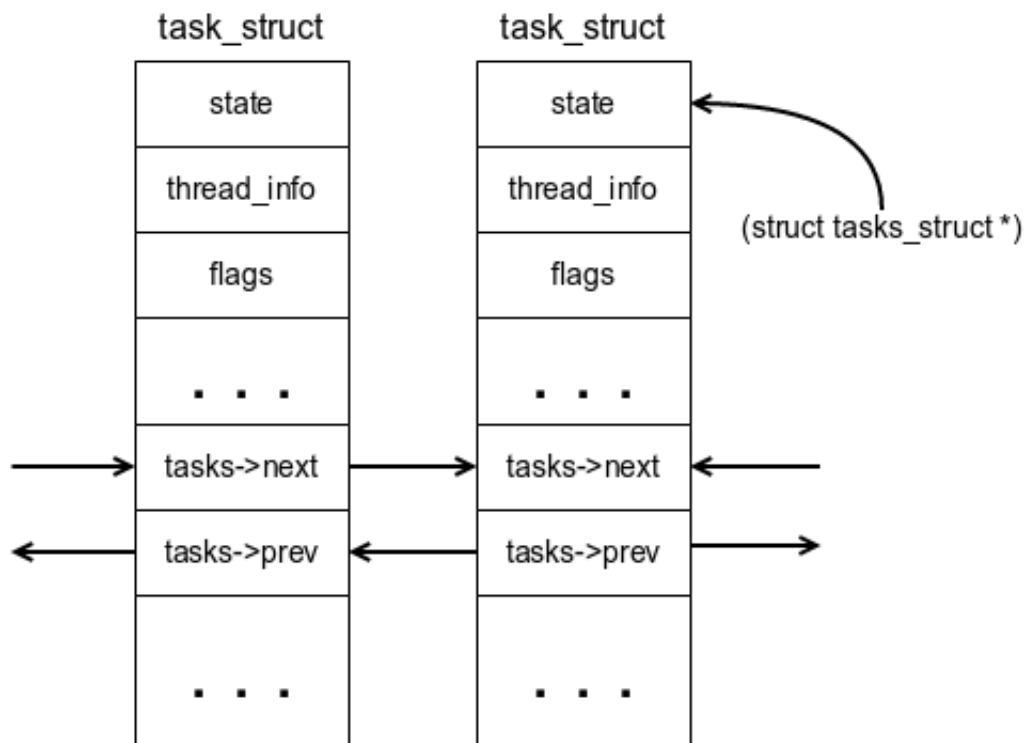 task_struct
task_struct
state
state
thread_info
thread_info
(struct tasks_struct *)
flags
flags
. . .
. . .
tasks->next
tasks->next
tasks->prev
tasks->prev
. . .
. . .